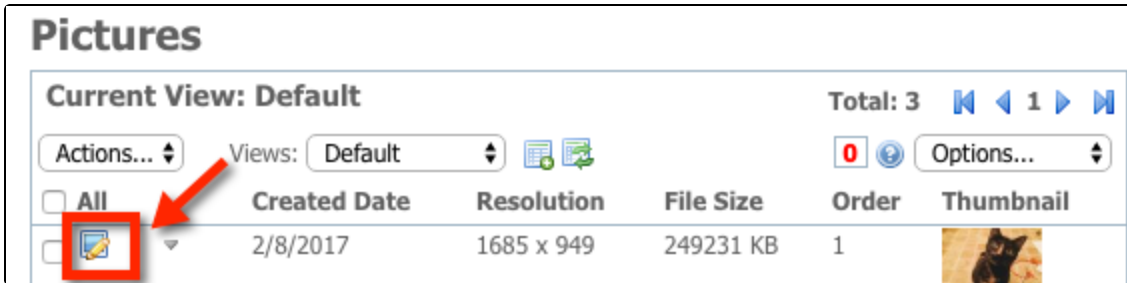 Pictures
Current View: Default Total: 3 1
Actions... Views: Default 0 ? Options...
All Created Date Resolution File Size Order Thumbnail
2/8/2017 1685 x 949 249231 KB 1